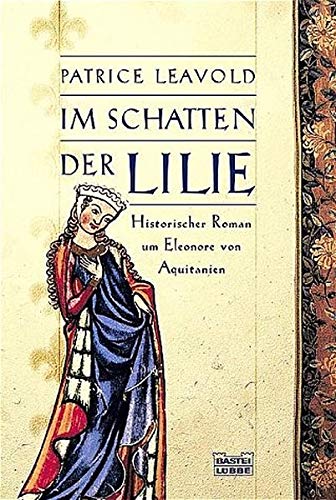 PATRICE LEAVOLD
IM SCHATTEN
DER LILIE
Historischer Roman
um Eleonore von
Aquitanien
BASTEI
LÜBBE